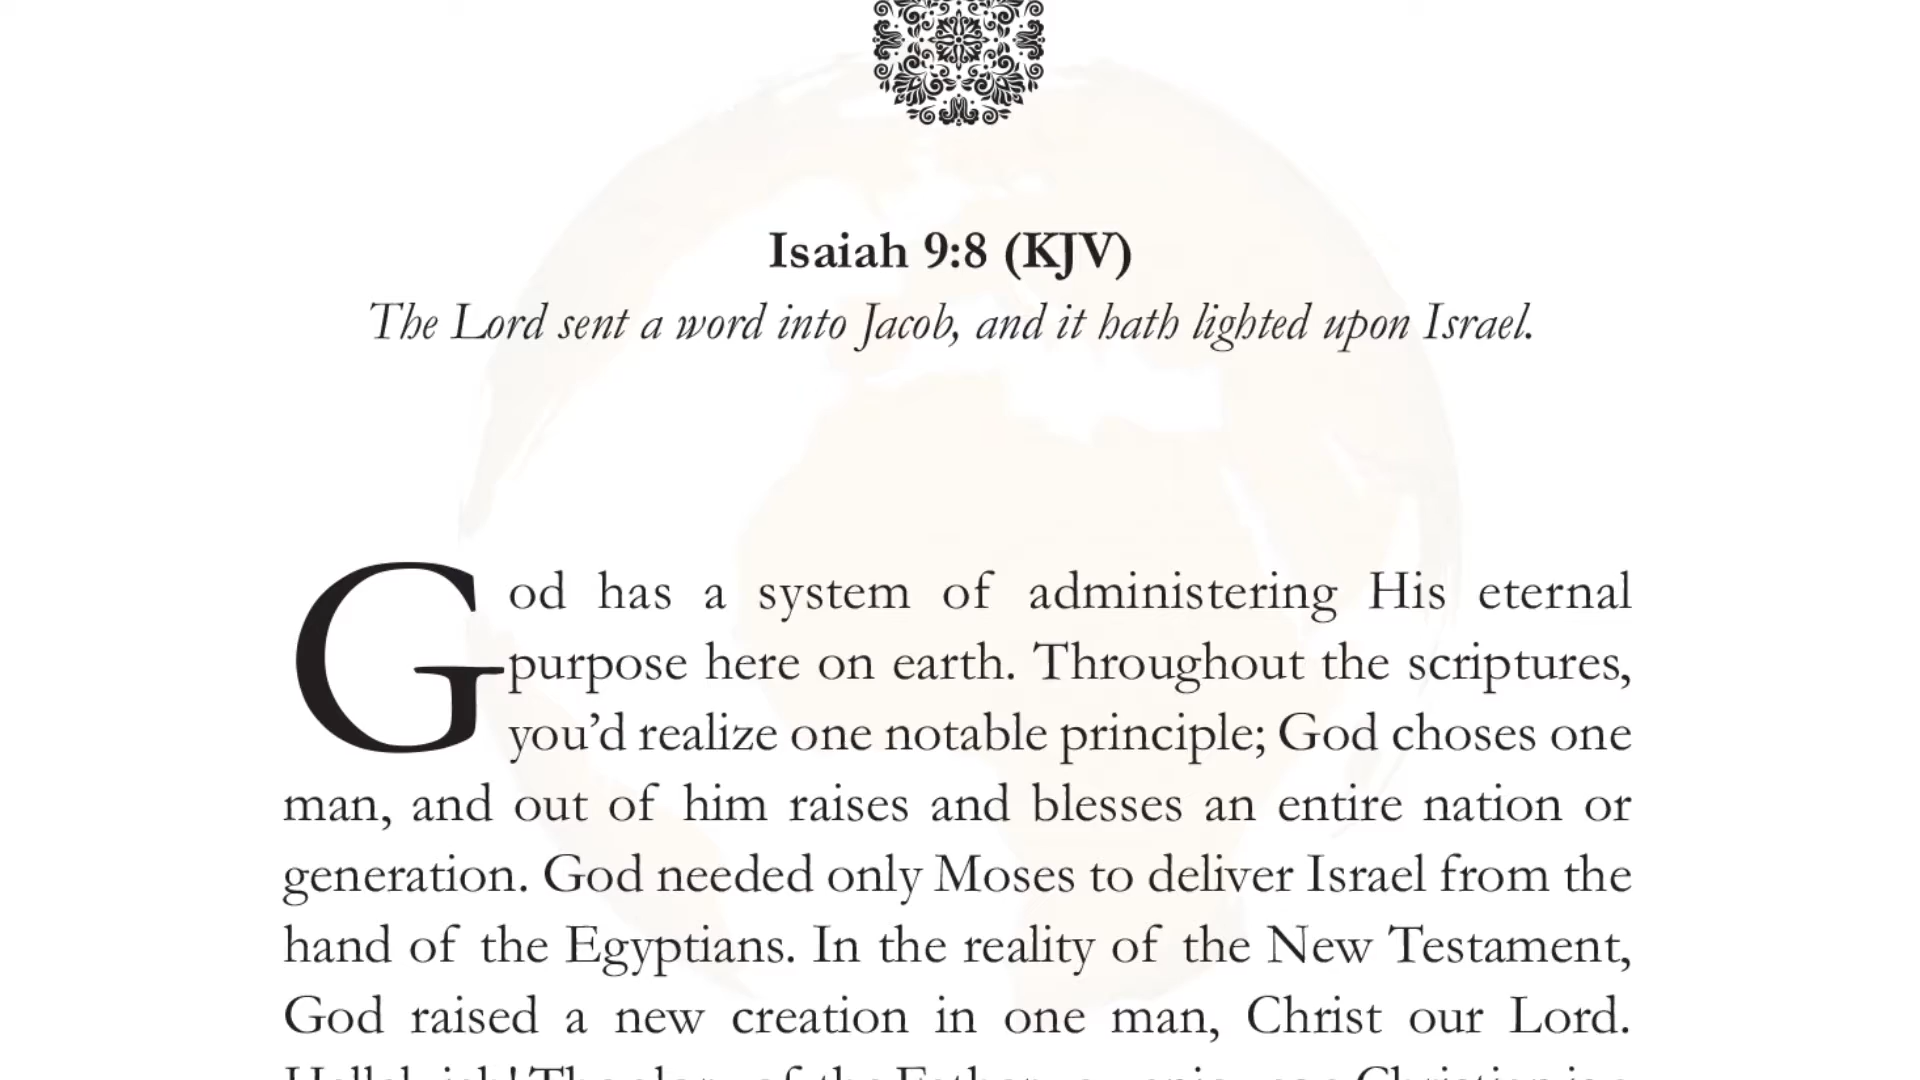 Isaiah 9:8 (KJV)
The Lord sent a word into Jacob, and it hath lighted upon Israel.
God has a system of administering His eternal
purpose here on earth. Throughout the scriptures,
you’d realize one notable principle; God choses one
man, and out of him raises and blesses an entire nation or
generation. God needed only Moses to deliver Israel from the
hand of the Egyptians. In the reality of the New Testament,
God raised a new creation in one man, Christ our Lord.